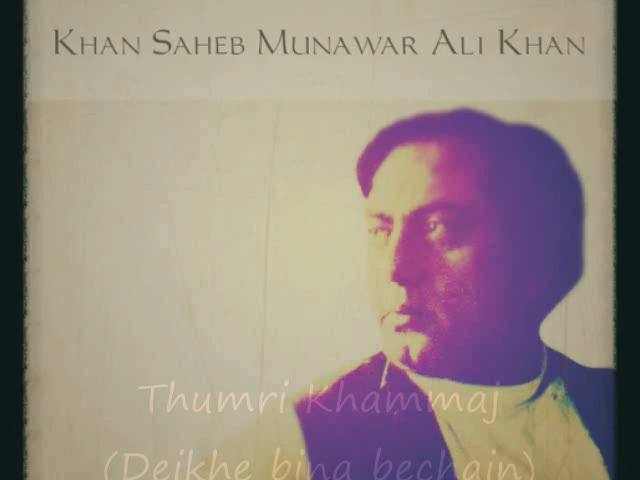 KHAN SAHEB MUNAWAR ALI KHAN
Thumri Khammaj
(Deikhe bina bechain)